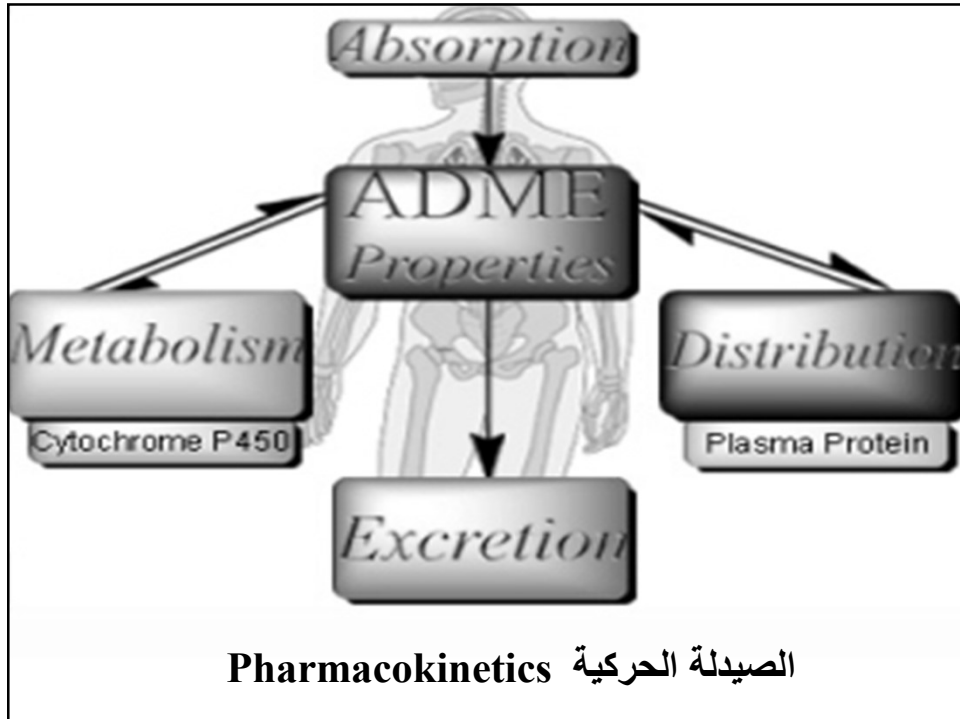 Absorption
ADME
Properties
Metabolism
Cytochrome P450
Distribution
Plasma Protein
Excretion
الصيدلة الحركية Pharmacokinetics